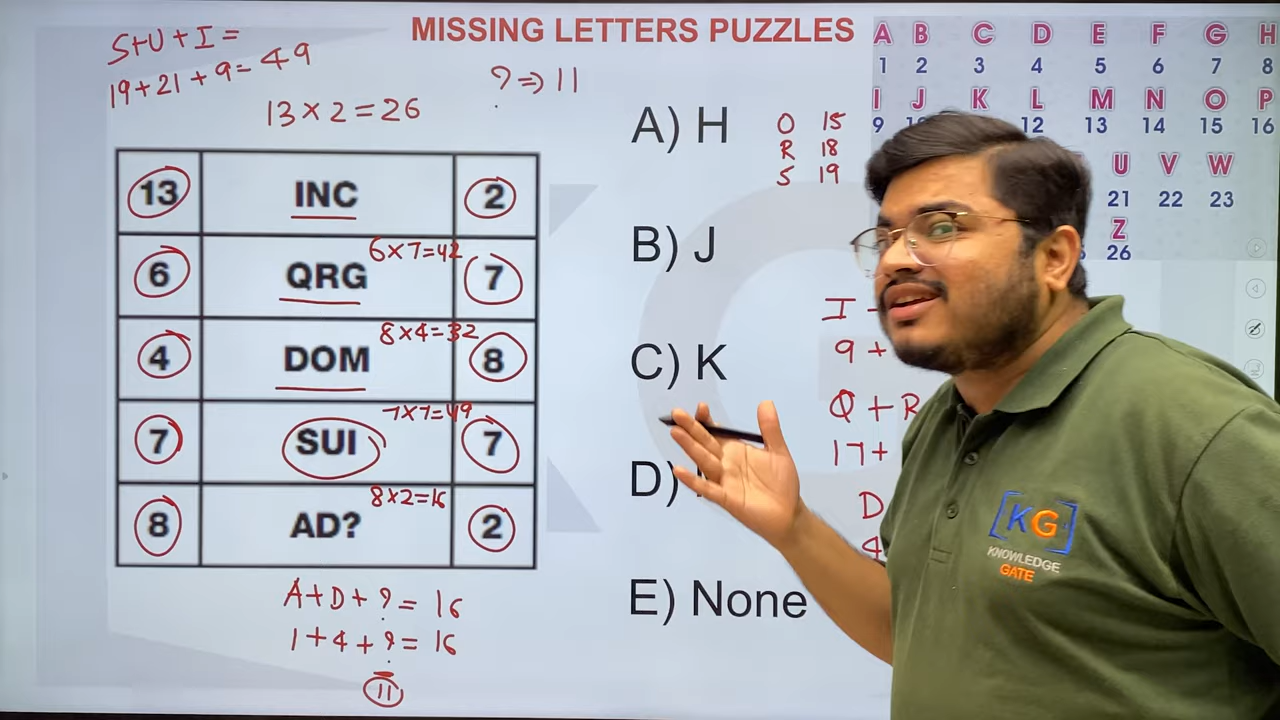 MISSING LETTERS PUZZLES
S+U+I=
19+21+9=49
?⇒11
13×2=26
13 INC 2
6 QRG 7
6×7=42
4 DOM 8
8×4=32
7 SUI 7
7×7=49
8 AD? 2
8×2=16
A+D+?=16
1+4+?=16
11
A) H
B) J
C) K
D)
E) None
O 15
R 18
S 19
A B C D E F G H
1 2 3 4 5 6 7 8
I J K L M N O P
9 12 13 14 15 16
U V W
21 22 23
Z
26
I
9+
Q+R
17+
D
4
KG
KNOWLEDGE
GATE